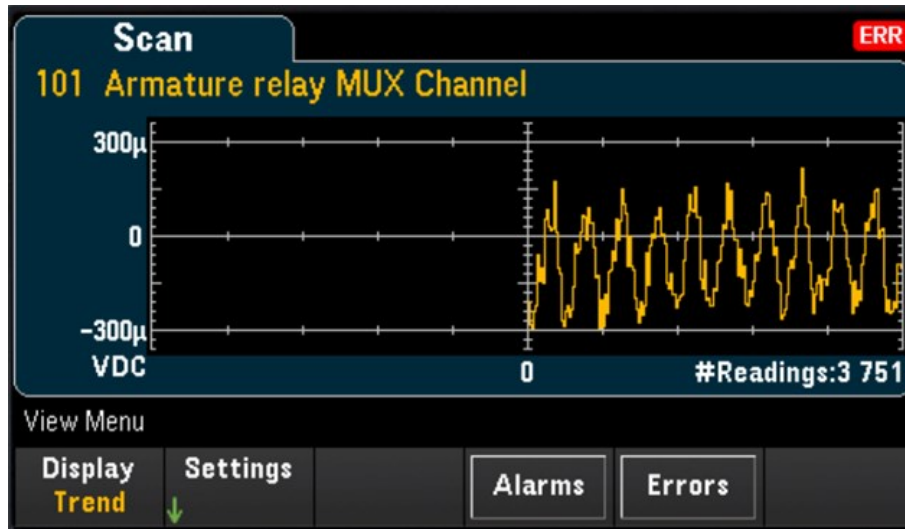 Scan
ERR
101 Armature relay MUX Channel
300µ
0
-300µ
VDC
0 #Readings:3 751
View Menu
Display Settings Alarms Errors
Trend